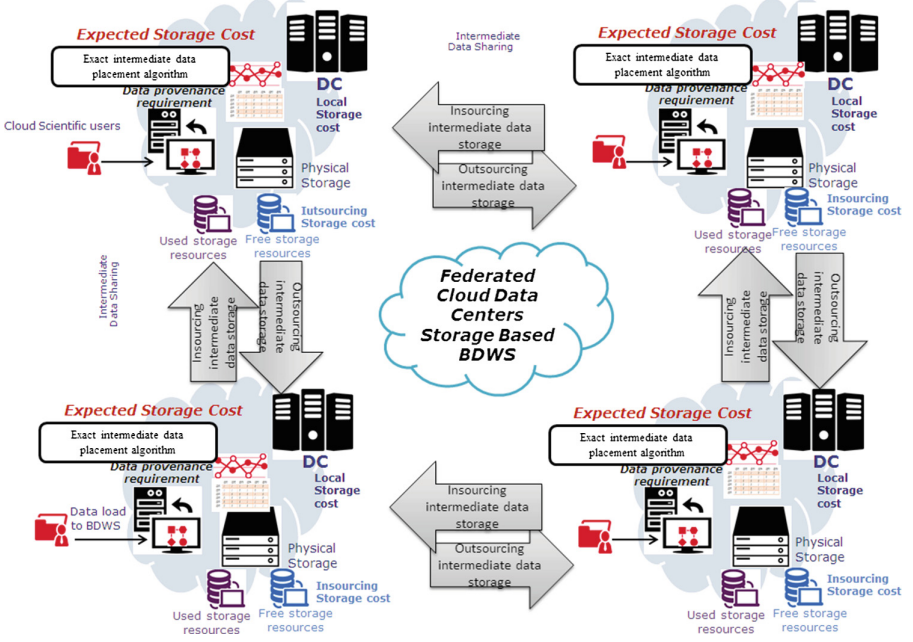 Expected Storage Cost
Exact intermediate data
placement algorithm
Data provenance
requirement
DC
Local
Storage
cost
Cloud Scientific users
Physical
Storage
Iutsourcing
Storage cost
Used storage
resources
Free storage
resources
Intermediate
Data Sharing
Insourcing
intermediate data
storage
Outsourcing
intermediate data
storage
Expected Storage Cost
Exact intermediate data
placement algorithm
Data provenance
requirement
DC
Local
Storage
cost
Physical
Storage
Insourcing
Storage cost
Used storage
resources
Free storage
resources
Intermediate
Data Sharing
Insourcing
intermediate
data storage
Outsourcing
intermediate
data storage
Federated
Cloud Data
Centers
Storage Based
BDWS
Insourcing
intermediate
data storage
Outsourcing
intermediate
data storage
Expected Storage Cost
Exact intermediate data
placement algorithm
Data provenance
requirement
DC
Local
Storage
cost
Data load
to BDWS
Physical
Storage
Insourcing
Storage cost
Used storage
resources
Free storage
resources
Insourcing
intermediate data
storage
Outsourcing
intermediate data
storage
Expected Storage Cost
Exact intermediate data
placement algorithm
Data provenance
requirement
DC
Local
Storage
cost
Physical
Storage
Insourcing
Storage cost
Used storage
resources
Free storage
resources